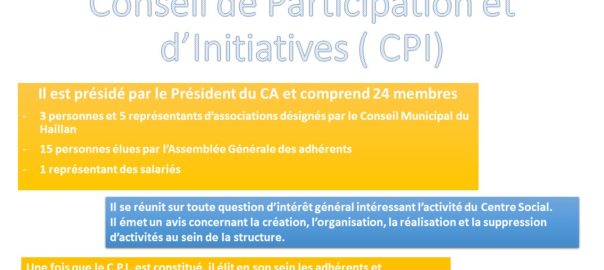 Conseil de Participation et
d’Initiatives ( CPI)
Il est présidé par le Président du CA et comprend 24 membres
- 3 personnes et 5 représentants d’associations désignés par le Conseil Municipal du
Haillan
- 15 personnes élues par l’Assemblée Générale des adhérents
- 1 représentant des salariés
Il se réunit sur toute question d’intérêt général intéressant l’activité du Centre Social.
Il émet un avis concernant la création, l’organisation, la réalisation et la suppression
d’activités au sein de la structure.
Une fois que le C.P.I. est constitué, il élit en son sein les adhérents et